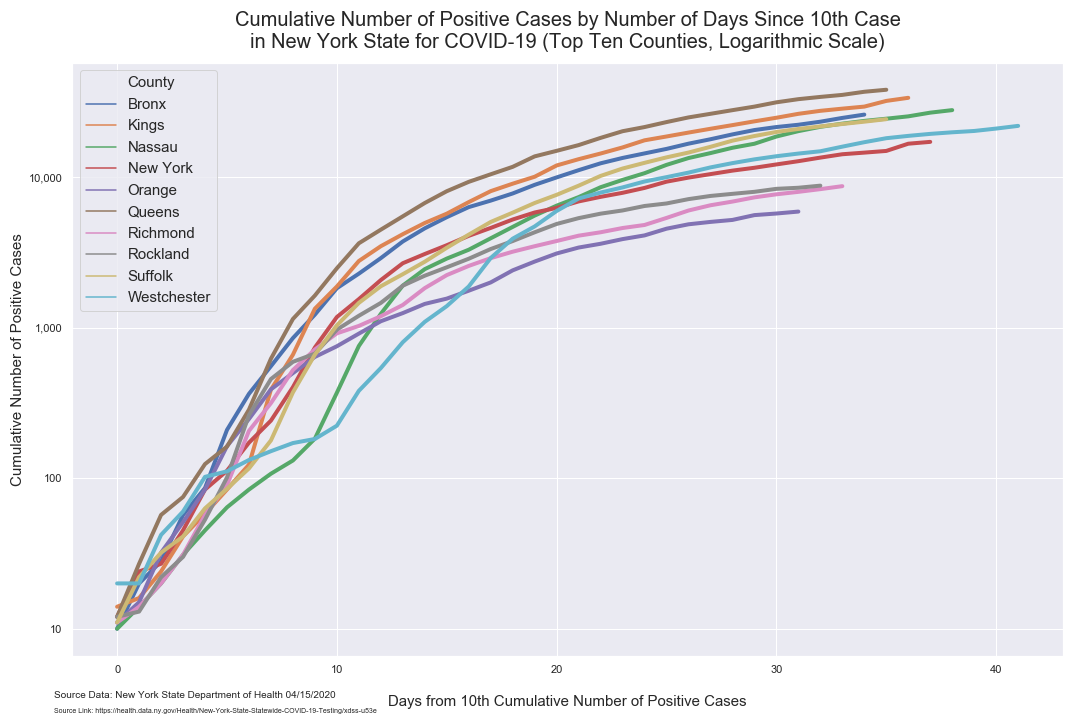 Cumulative Number of Positive Cases by Number of Days Since 10th Case
in New York State for COVID-19 (Top Ten Counties, Logarithmic Scale)
County
Bronx
Kings
Nassau
New York
Orange
Queens
Richmond
Rockland
Suffolk
Westchester
Cumulative Number of Positive Cases
10,000
1,000
100
10
0
10
20
30
40
Days from 10th Cumulative Number of Positive Cases
Source Data: New York State Department of Health 04/15/2020
Source Link: https://health.data.ny.gov/Health/New-York-State-Statewide-COVID-19-Testing/xdss-u53e